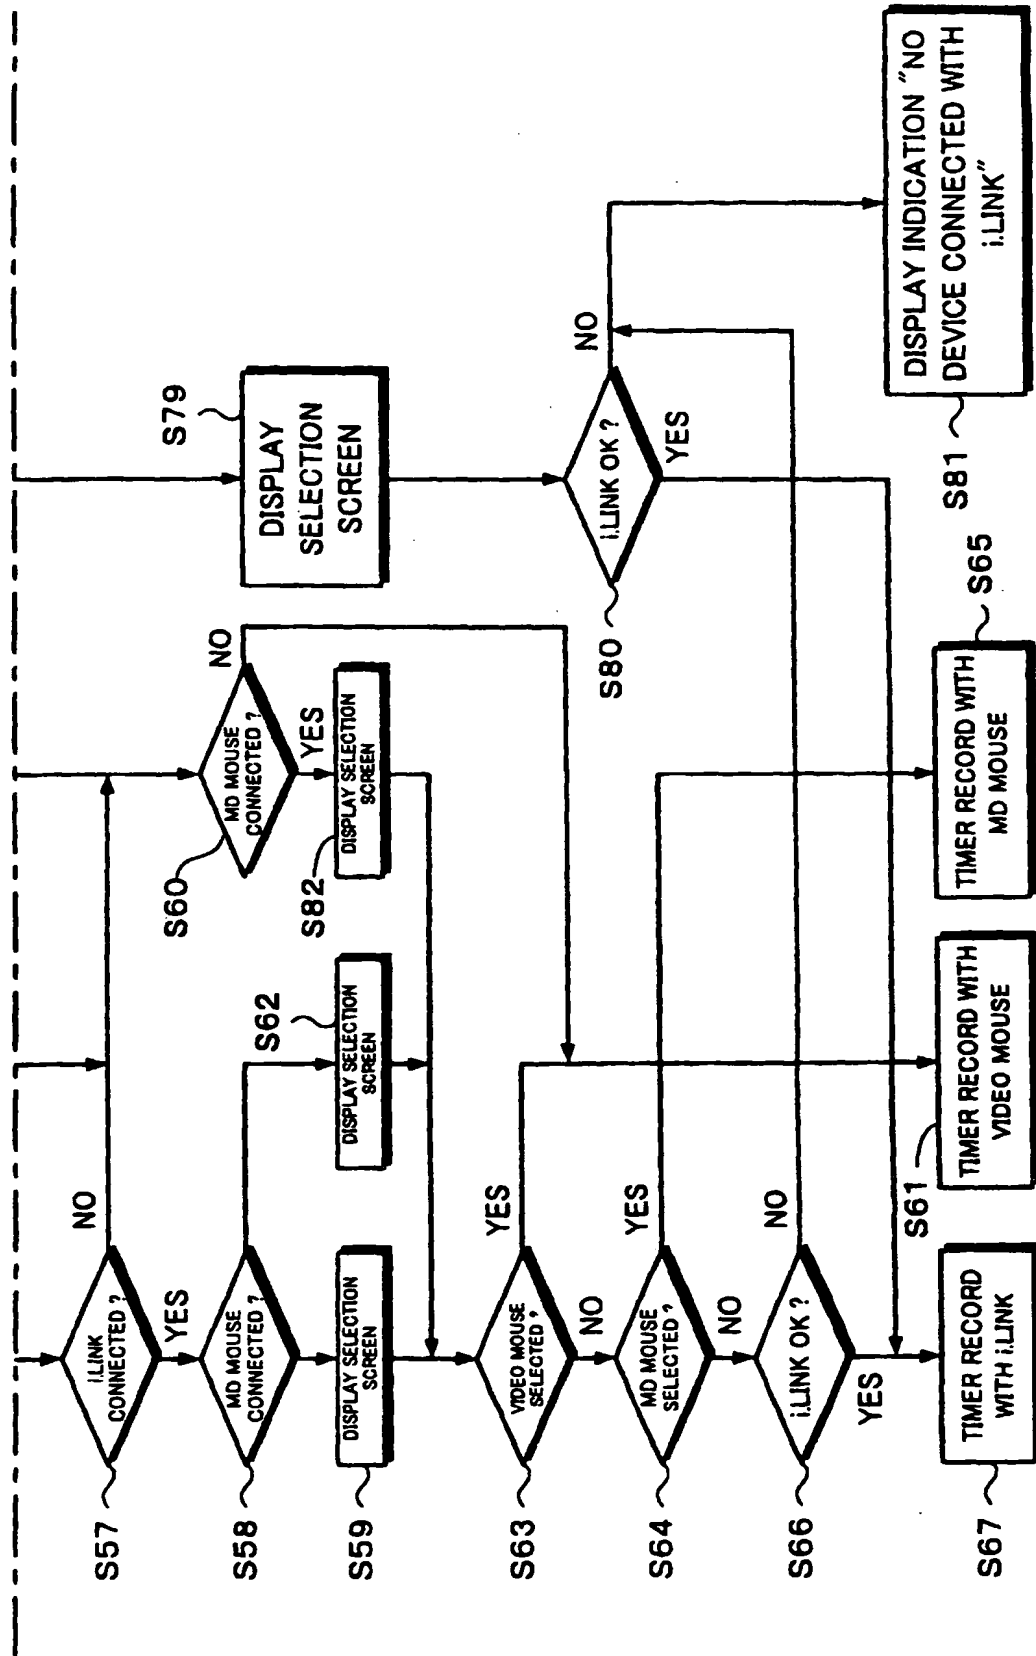 S57
i.LINK
CONNECTED ?
NO
YES
S58
MD MOUSE
CONNECTED ?
S59
DISPLAY SELECTION
SCREEN
S62
DISPLAY SELECTION
SCREEN
S60
MD MOUSE
CONNECTED ?
NO
YES
S82
DISPLAY SELECTION
SCREEN
S79
DISPLAY
SELECTION
SCREEN
S63
VIDEO MOUSE
SELECTED ,
YES
NO
S64
MD MOUSE
SELECTED ,
YES
NO
S66
i.LINK OK ?
NO
YES
S80
i.LINK OK ?
NO
YES
S67
TIMER RECORD
WITH i.LINK
S61
TIMER RECORD WITH
VIDEO MOUSE
S65
TIMER RECORD WITH
MD MOUSE
S81
DISPLAY INDICATION "NO
DEVICE CONNECTED WITH
i.LINK"